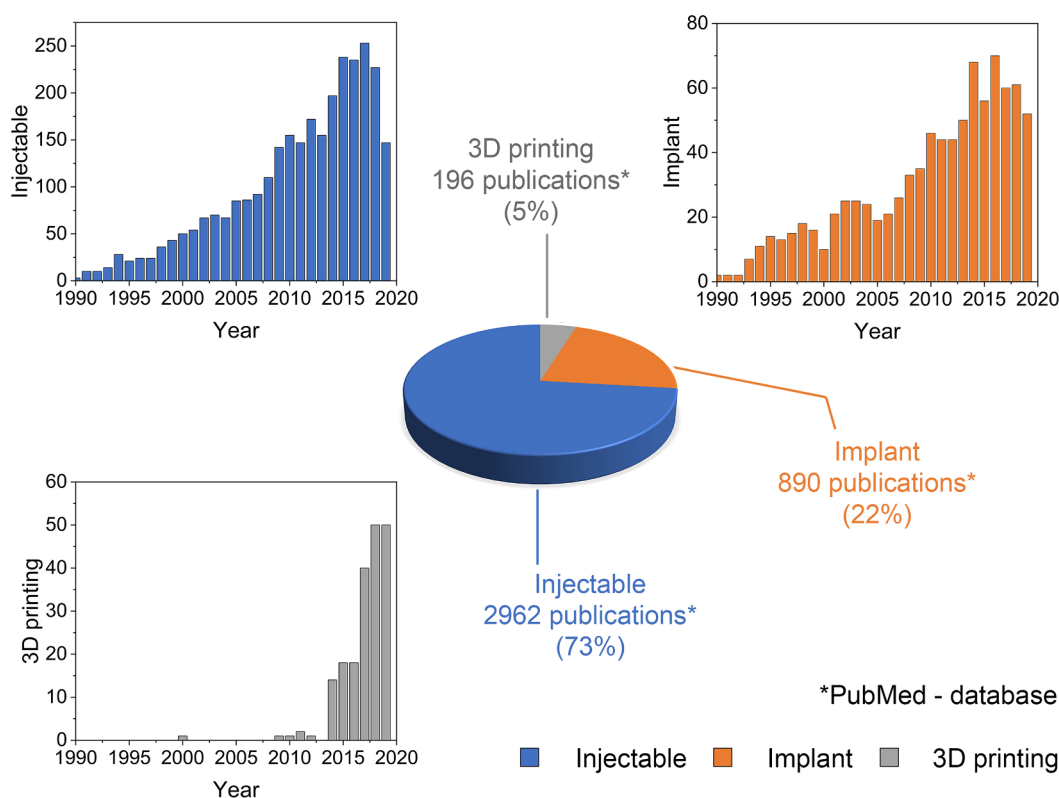 250
200
150
100
50
0
Injectable
1990 1995 2000 2005 2010 2015 2020
Year
80
60
40
20
0
Implant
1990 1995 2000 2005 2010 2015 2020
Year
3D printing
196 publications*
(5%)
Implant
890 publications*
(22%)
Injectable
2962 publications*
(73%)
60
50
40
30
20
10
0
3D printing
1990 1995 2000 2005 2010 2015 2020
Year
*PubMed - database
Injectable Implant 3D printing